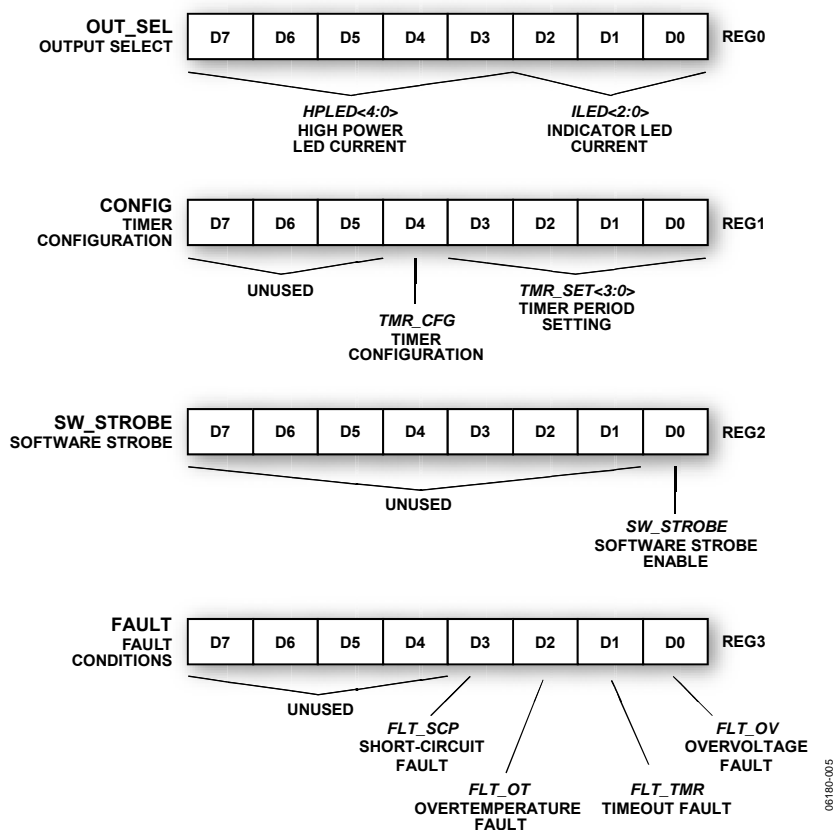 OUT_SEL
OUTPUT SELECT
D7 D6 D5 D4 D3 D2 D1 D0 REG0
HPLED<4:0>
HIGH POWER
LED CURRENT
ILED<2:0>
INDICATOR LED
CURRENT
CONFIG
TIMER
CONFIGURATION
D7 D6 D5 D4 D3 D2 D1 D0 REG1
UNUSED
TMR_CFG
TIMER
CONFIGURATION
TMR_SET<3:0>
TIMER PERIOD
SETTING
SW_STROBE
SOFTWARE STROBE
D7 D6 D5 D4 D3 D2 D1 D0 REG2
UNUSED
SW_STROBE
SOFTWARE STROBE
ENABLE
FAULT
FAULT
CONDITIONS
D7 D6 D5 D4 D3 D2 D1 D0 REG3
UNUSED
FLT_SCP
SHORT-CIRCUIT
FAULT
FLT_OT
OVERTEMPERATURE
FAULT
FLT_TMR
TIMEOUT FAULT
FLT_OV
OVERVOLTAGE
FAULT
06180-005